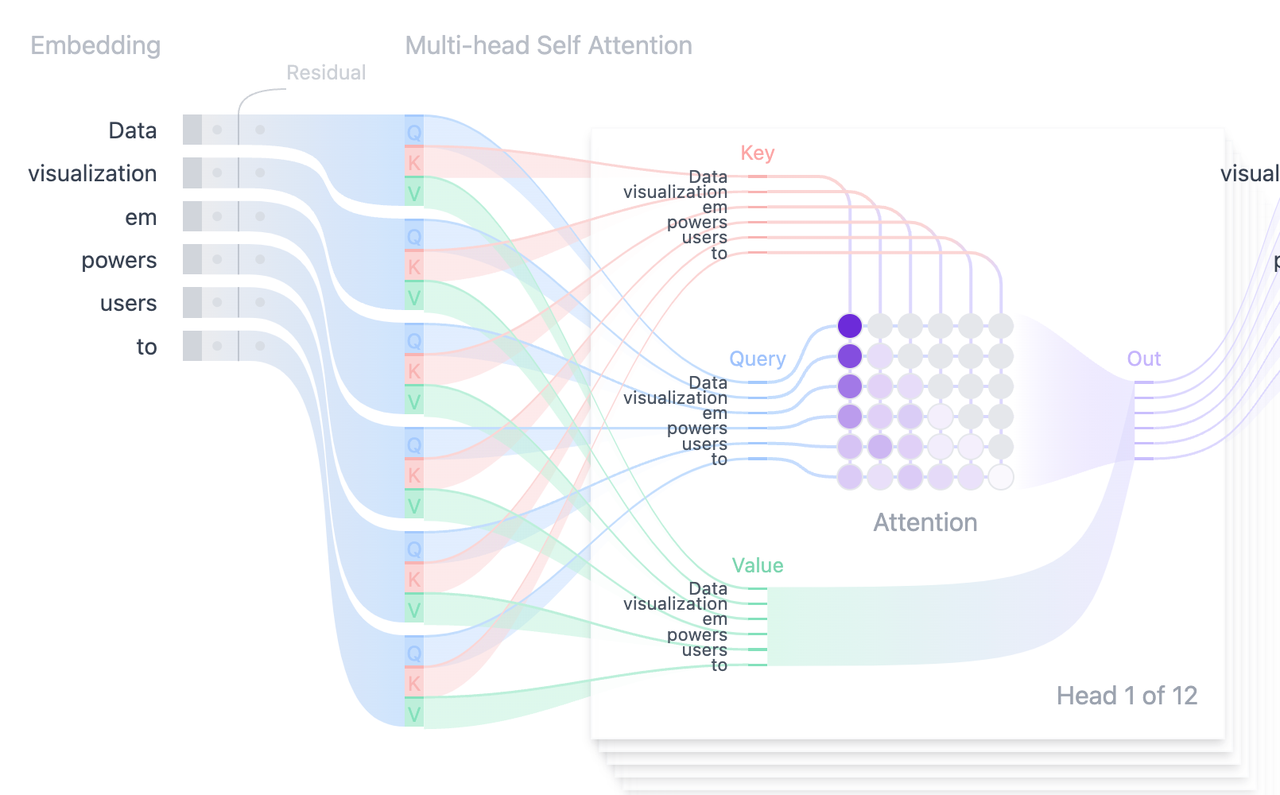 Embedding
Multi-head Self Attention
Residual
Data
visualization
em
powers
users
to
Q
K
V
Q
K
V
Q
K
V
Q
K
V
Q
K
V
Q
K
V
Key
Data
visualization
em
powers
users
to
Query
Data
visualization
em
powers
users
to
Attention
Value
Data
visualization
em
powers
users
to
Out
Head 1 of 12
visual
p